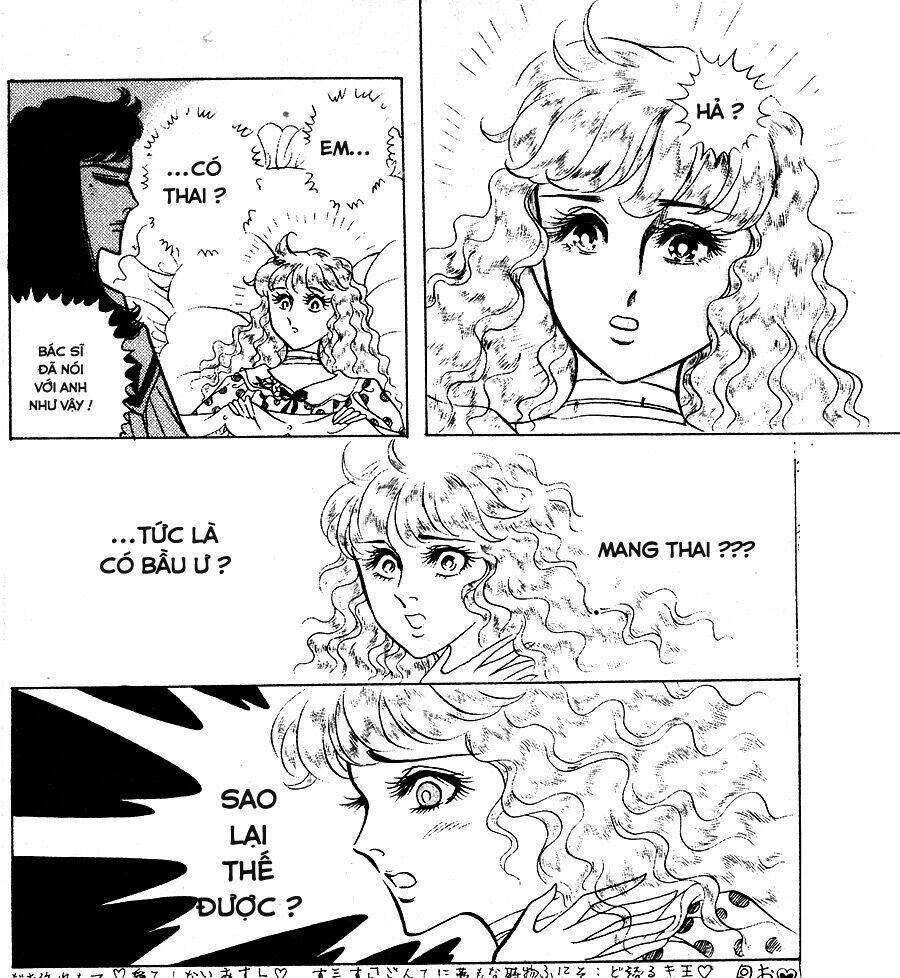 HẢ ?
EM...
...CÓ
THAI ?
BÁC SĨ
ĐÃ NÓI
VỚI ANH
NHƯ VẬY !
MANG THAI ???
...TỨC LÀ
CÓ BẦU Ư ?
SAO
LẠI
THẾ
ĐƯỢC ?